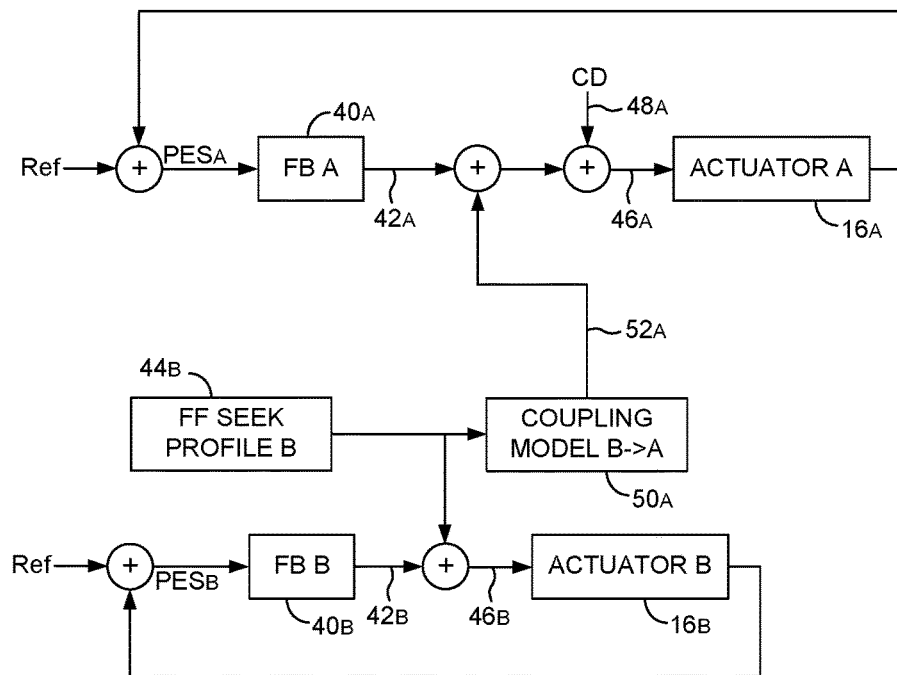 CD
48A
40A
Ref
PESA
FB A
ACTUATOR A
42A
46A
16A
52A
44B
FF SEEK
PROFILE B
COUPLING
MODEL B->A
50A
Ref
PESB
FB B
ACTUATOR B
42B
46B
40B
16B